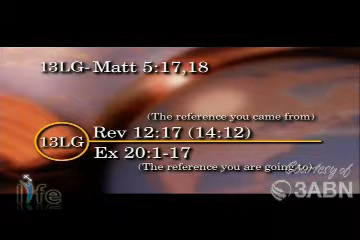 13LG-Matt 5:17,18
(The reference you came from)
13LG
Rev 12:17 (14:12)
Ex 20:1-17
(The reference you are going to)
Courtesy of
3ABN
life